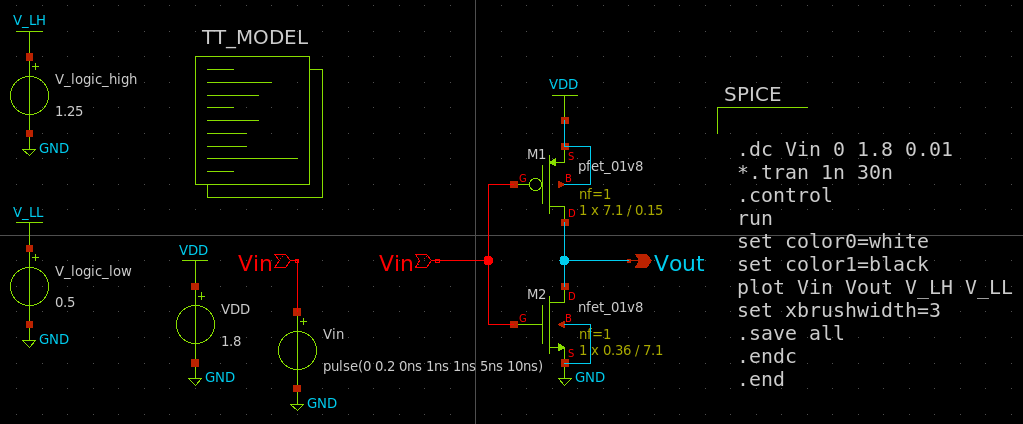 V_LH
+
V_logic_high
1.25
GND
TT_MODEL
V_LL
+
V_logic_low
0.5
GND
VDD
+
VDD
1.8
GND
Vin
+
Vin
pulse(0 0.2 0ns 1ns 1ns 5ns 10ns)
GND
Vin
VDD
M1
S
pfet_01v8
G
B
nf=1
1 x 7.1 / 0.15
D
Vout
M2
D
nfet_01v8
G
B
nf=1
1 x 0.36 / 7.1
S
GND
SPICE
.dc Vin 0 1.8 0.01
*.tran 1n 30n
.control
run
set color0=white
set color1=black
plot Vin Vout V_LH V_LL
set xbrushwidth=3
.save all
.endc
.end